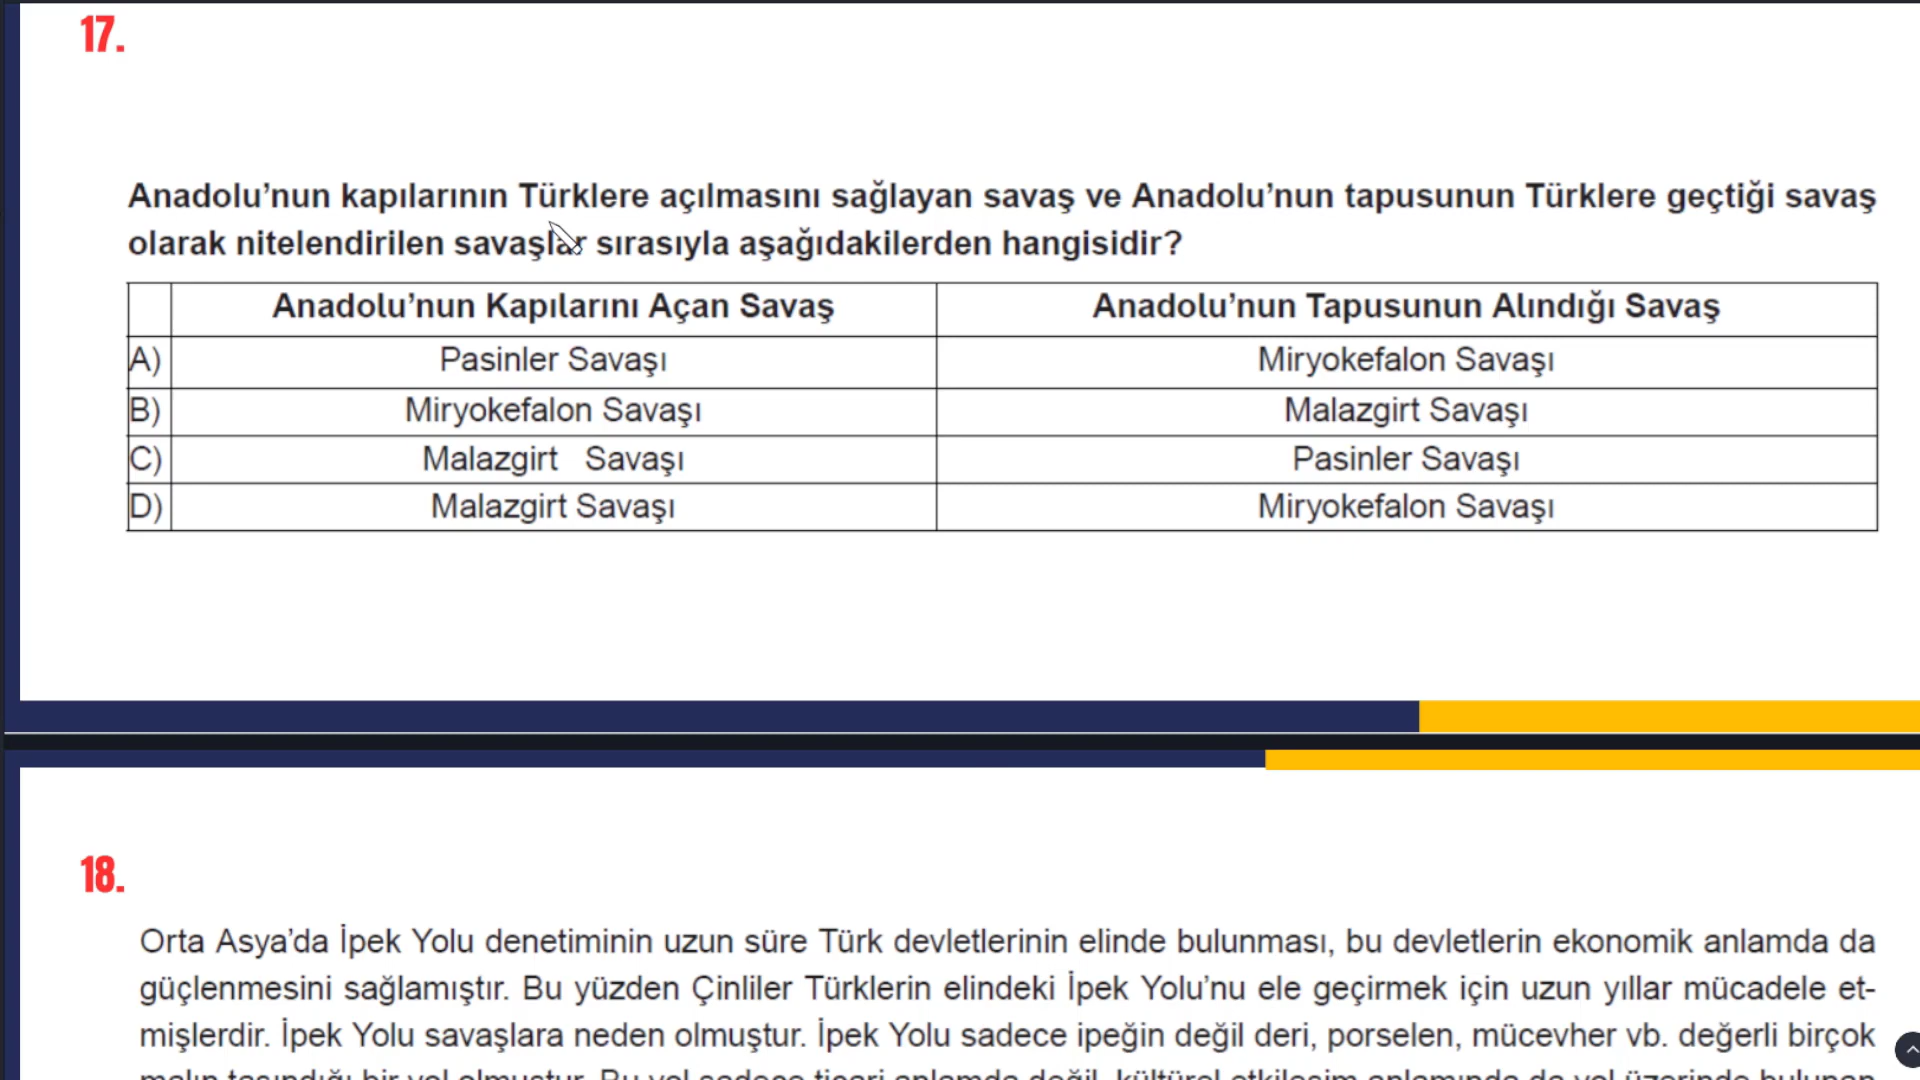 17.
Anadolu’nun kapılarının Türklere açılmasını sağlayan savaş ve Anadolu’nun tapusunun Türklere geçtiği savaş
olarak nitelendirilen savaşlar sırasıyla aşağıdakilerden hangisidir?
Anadolu’nun Kapılarını Açan Savaş Anadolu’nun Tapusunun Alındığı Savaş
A) Pasinler Savaşı Miryokefalon Savaşı
B) Miryokefalon Savaşı Malazgirt Savaşı
C) Malazgirt Savaşı Pasinler Savaşı
D) Malazgirt Savaşı Miryokefalon Savaşı
18.
Orta Asya’da İpek Yolu denetiminin uzun süre Türk devletlerinin elinde bulunması, bu devletlerin ekonomik anlamda da
güçlenmesini sağlamıştır. Bu yüzden Çinliler Türklerin elindeki İpek Yolu’nu ele geçirmek için uzun yıllar mücadele et-
mişlerdir. İpek Yolu savaşlara neden olmuştur. İpek Yolu sadece ipeğin değil deri, porselen, mücevher vb. değerli birçok